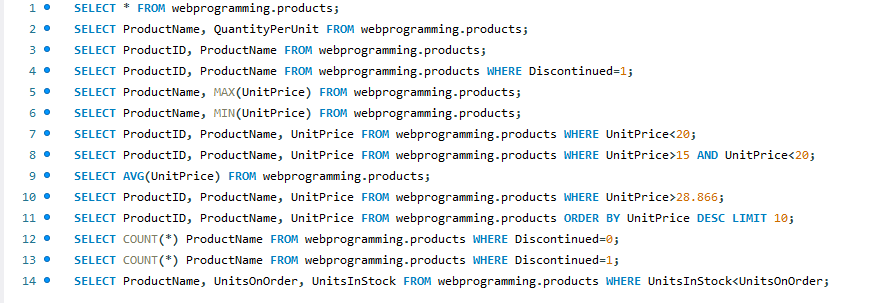 1 SELECT * FROM webprogramming.products;
2 SELECT ProductName, QuantityPerUnit FROM webprogramming.products;
3 SELECT ProductID, ProductName FROM webprogramming.products;
4 SELECT ProductID, ProductName FROM webprogramming.products WHERE Discontinued=1;
5 SELECT ProductName, MAX(UnitPrice) FROM webprogramming.products;
6 SELECT ProductName, MIN(UnitPrice) FROM webprogramming.products;
7 SELECT ProductID, ProductName, UnitPrice FROM webprogramming.products WHERE UnitPrice<20;
8 SELECT ProductID, ProductName, UnitPrice FROM webprogramming.products WHERE UnitPrice>15 AND UnitPrice<20;
9 SELECT AVG(UnitPrice) FROM webprogramming.products;
10 SELECT ProductID, ProductName, UnitPrice FROM webprogramming.products WHERE UnitPrice>28.866;
11 SELECT ProductID, ProductName, UnitPrice FROM webprogramming.products ORDER BY UnitPrice DESC LIMIT 10;
12 SELECT COUNT(*) ProductName FROM webprogramming.products WHERE Discontinued=0;
13 SELECT COUNT(*) ProductName FROM webprogramming.products WHERE Discontinued=1;
14 SELECT ProductName, UnitsOnOrder, UnitsInStock FROM webprogramming.products WHERE UnitsInStock<UnitsOnOrder;